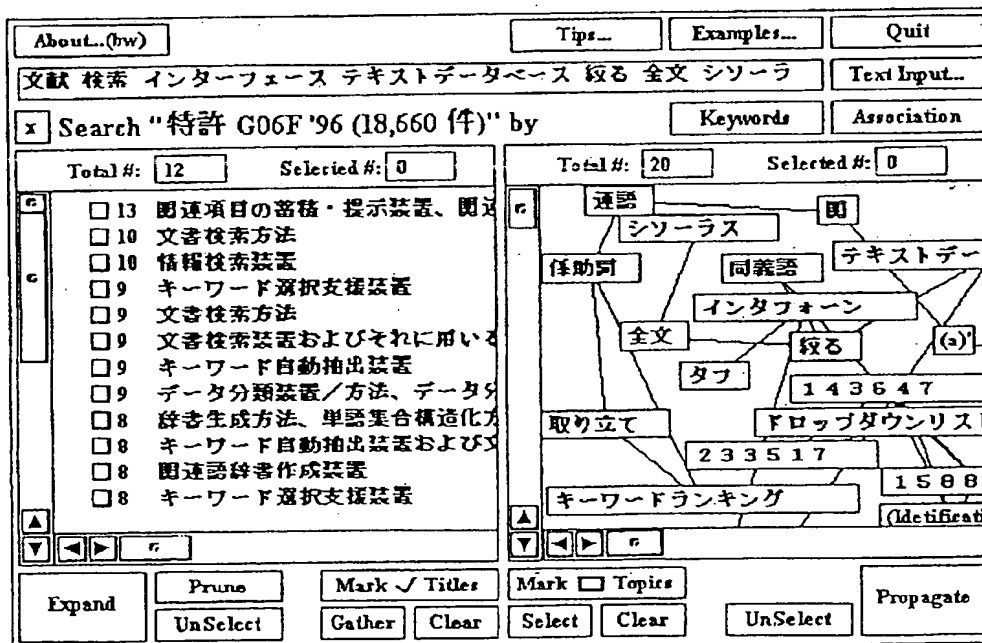 About...(bw) Tips... Examples... Quit
文献 検索 インターフェース テキストデータベース 絞る 全文 シソーラ Text Input...
x Search "特許 G06F '96 (18,660 件)" by Keywords Association
Total #: 12 Selected #: 0
13 関連項目の蓄積・提示装置、関連
10 文書検索方法
10 情報検索装置
9 キーワード選択支援装置
9 文書検索方法
9 文書検索装置およびそれに用いる
9 キーワード自動抽出装置
9 データ分類装置／方法、データ分
8 辞書生成方法、単語集合構造化方
8 キーワード自動抽出装置および文
8 関連語辞書作成装置
8 キーワード選択支援装置
Expand Prune Mark ✓ Titles
UnSelect Gather Clear
Total #: 20 Selected #: 0
連語
関
シソーラス
テキストデー
係助詞 同義語
インタフォーン
全文 絞る (a)'
タフ
143647
取り立て ドロップダウンリスト
233517
1588
キーワードランキング
(Idetificati
Mark Topics
Select Clear UnSelect Propagate